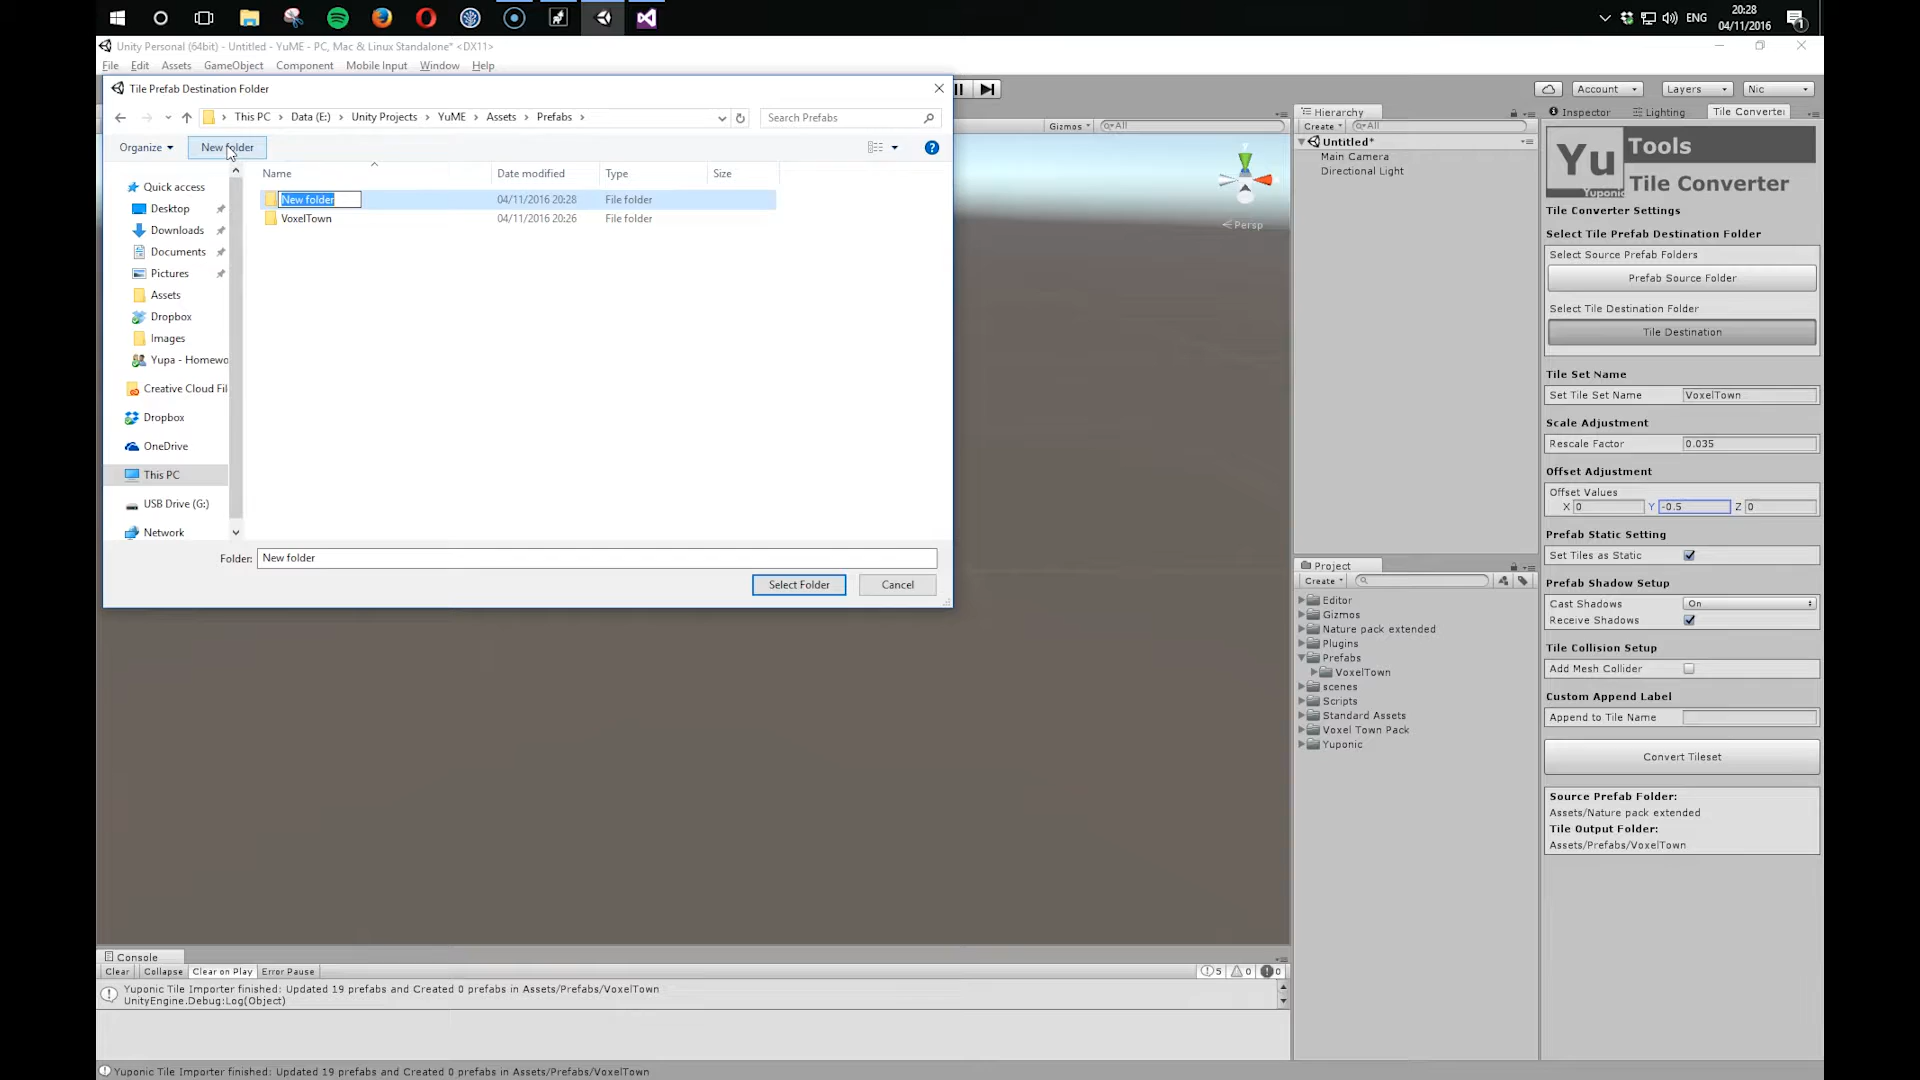 20:28
ENG
04/11/2016
1
Unity Personal (64bit) - Untitled - YuME - PC, Mac & Linux Standalone* <DX11>
File Edit Assets GameObject Component Mobile Input Window Help
Tile Prefab Destination Folder
This PC > Data (E:) > Unity Projects > YuME > Assets > Prefabs >
Search Prefabs
Organize New folder
Name Date modified Type Size
New folder 04/11/2016 20:28 File folder
VoxelTown 04/11/2016 20:26 File folder
Quick access
Desktop
Downloads
Documents
Pictures
Assets
Dropbox
Images
Yupa - Homewo
Creative Cloud Fil
Dropbox
OneDrive
This PC
USB Drive (G:)
Network
Folder: New folder
Select Folder Cancel
Account Layers Nic
Gizmos All
y
Persp
Hierarchy
Create All
Untitled*
Main Camera
Directional Light
Project
Create
Editor
Gizmos
Nature pack extended
Plugins
Prefabs
VoxelTown
scenes
Scripts
Standard Assets
Voxel Town Pack
Yuponic
Inspector Lighting Tile Converter
Yu
Yuponic
Tools
Tile Converter
Tile Converter Settings
Select Tile Prefab Destination Folder
Select Source Prefab Folders
Prefab Source Folder
Select Tile Destination Folder
Tile Destination
Tile Set Name
Set Tile Set Name VoxelTown
Scale Adjustment
Rescale Factor 0.035
Offset Adjustment
Offset Values
X 0 Y -0.5 Z 0
Prefab Static Setting
Set Tiles as Static
Prefab Shadow Setup
Cast Shadows On
Receive Shadows
Tile Collision Setup
Add Mesh Collider
Custom Append Label
Append to Tile Name
Convert Tileset
Source Prefab Folder:
Assets/Nature pack extended
Tile Output Folder:
Assets/Prefabs/VoxelTown
Console
Clear Collapse Clear on Play Error Pause
5 0 0
Yuponic Tile Importer finished: Updated 19 prefabs and Created 0 prefabs in Assets/Prefabs/VoxelTown
UnityEngine.Debug:Log(Object)
Yuponic Tile Importer finished: Updated 19 prefabs and Created 0 prefabs in Assets/Prefabs/VoxelTown